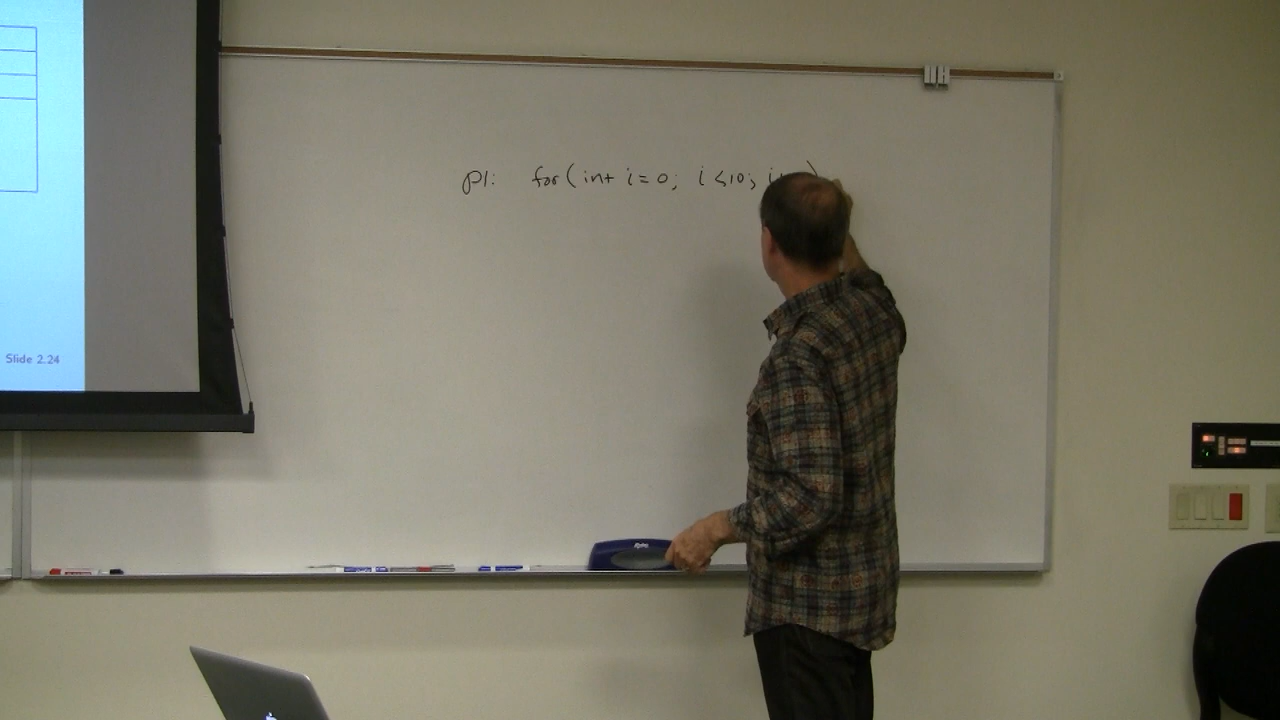 p1: for( int i=0; i<10; i++)
Slide 2.24